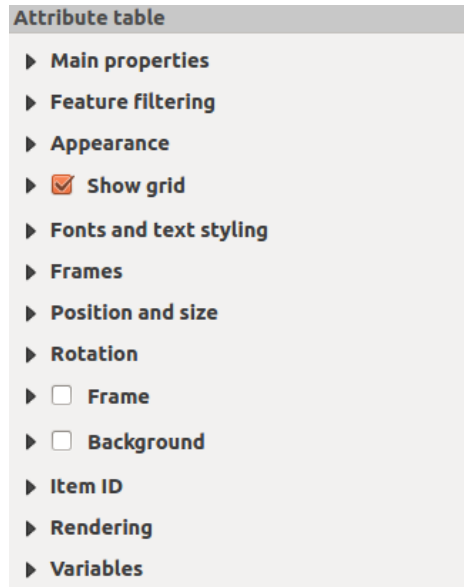 Attribute table
Main properties
Feature filtering
Appearance
Show grid
Fonts and text styling
Frames
Position and size
Rotation
Frame
Background
Item ID
Rendering
Variables